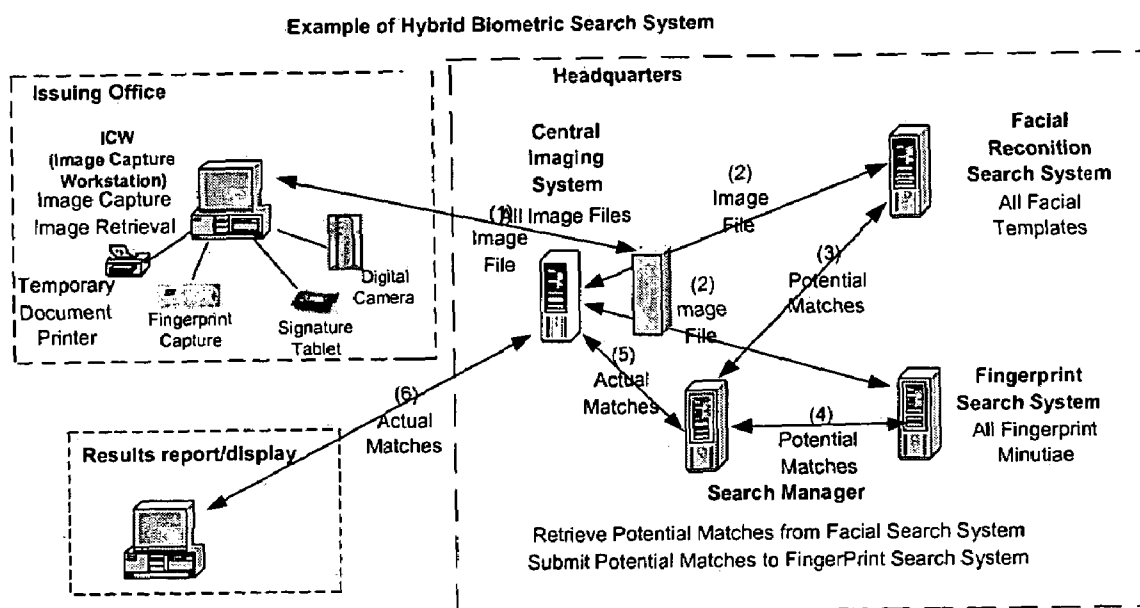 Example of Hybrid Biometric Search System
Issuing Office
ICW
(Image Capture
Workstation)
Image Capture
Image Retrieval
Temporary
Document
Printer
Fingerprint
Capture
Signature
Tablet
Digital
Camera
Headquarters
Central
Imaging
System
All Image Files
(1)
Image
File
(2)
Image
File
(2)
mage
File
Facial
Reconition
Search System
All Facial
Templates
(3)
Potential
Matches
(5)
Actual
Matches
(4)
Potential
Matches
Fingerprint
Search System
All Fingerprint
Minutiae
Search Manager
(6)
Actual
Matches
Results report/display
Retrieve Potential Matches from Facial Search System
Submit Potential Matches to FingerPrint Search System